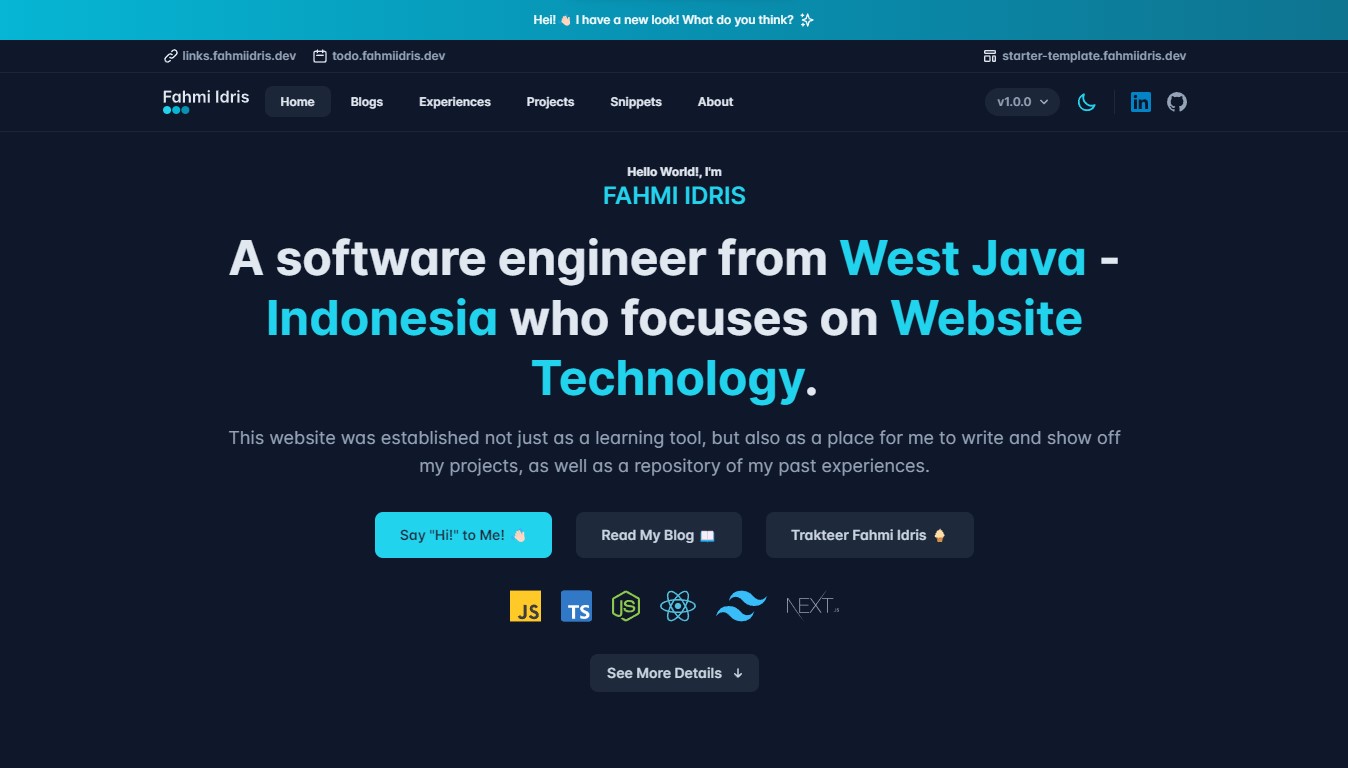 Hei! 👋🏻 I have a new look! What do you think?
links.fahmiidris.dev
todo.fahmiidris.dev
starter-template.fahmiidris.dev
Fahmi Idris
Home
Blogs
Experiences
Projects
Snippets
About
v1.0.0
in
Hello World!, I'm
FAHMI IDRIS
A software engineer from West Java -
Indonesia who focuses on Website
Technology.
This website was established not just as a learning tool, but also as a place for me to write and show off
my projects, as well as a repository of my past experiences.
Say "Hi!" to Me! 👋🏻
Read My Blog 📖
Trakteer Fahmi Idris 🍦
JS
TS
JS
NEXT.JS
See More Details ↓